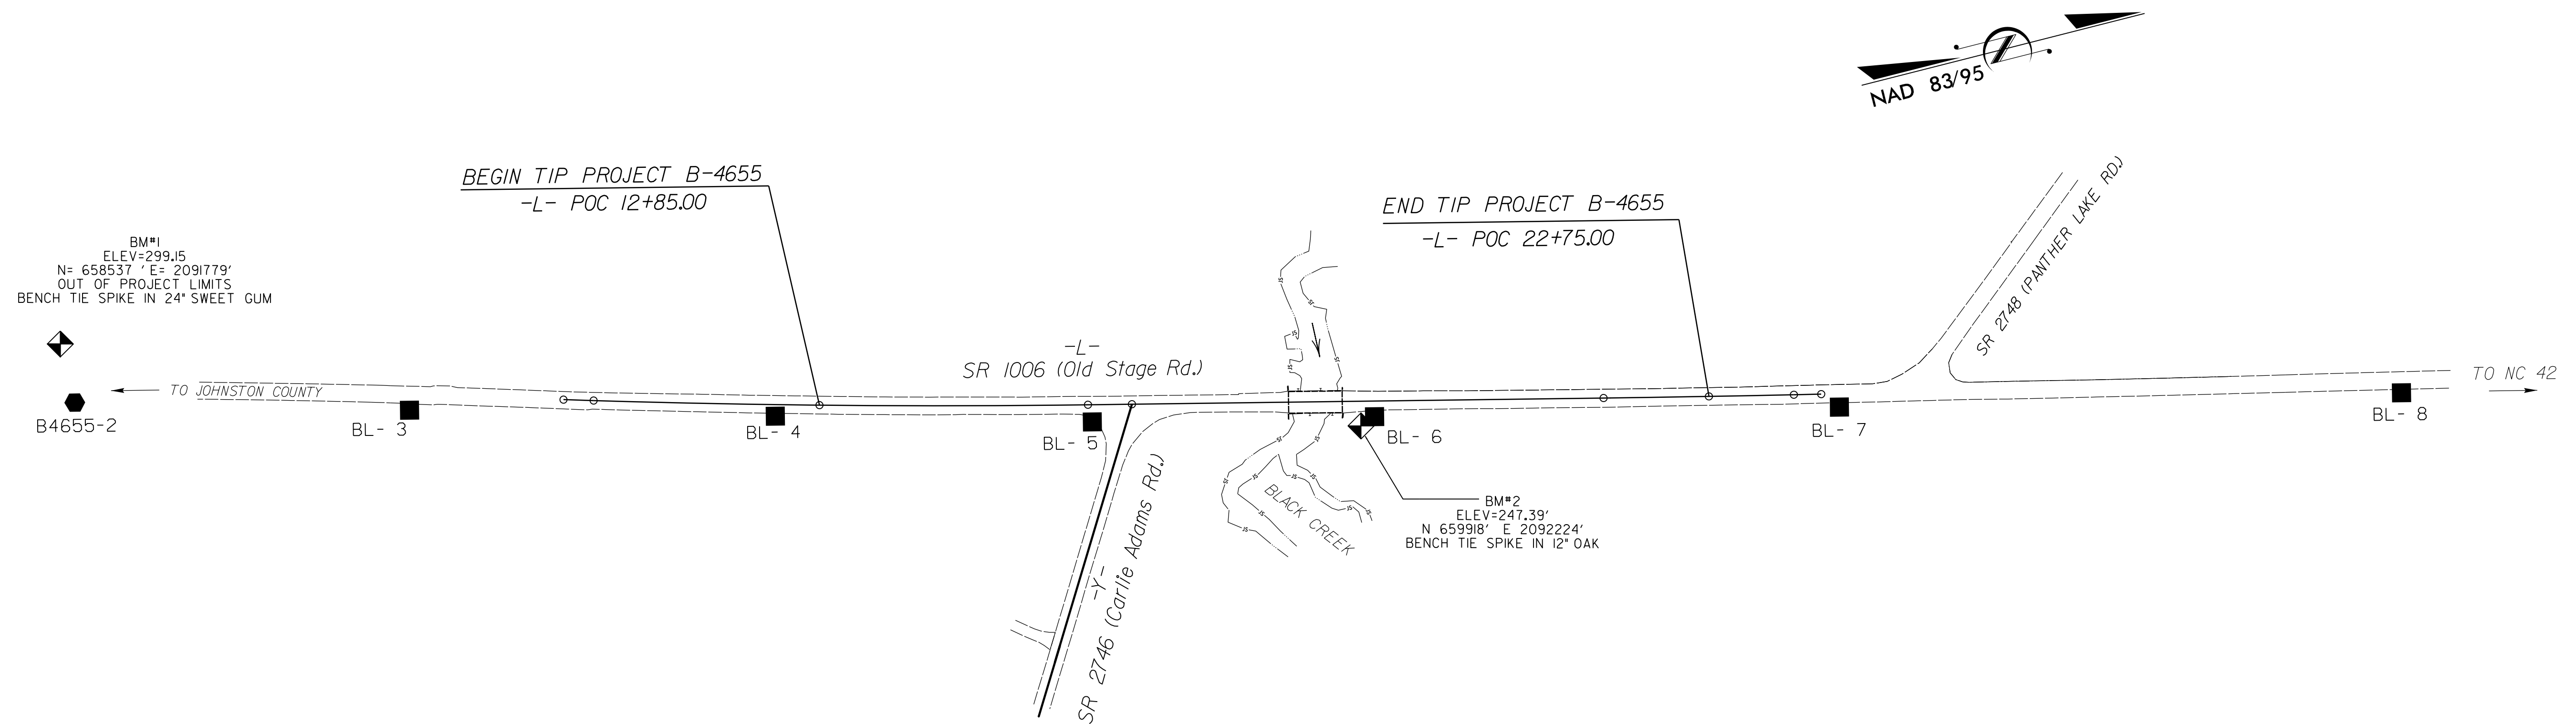 NAD 83/95
BEGIN TIP PROJECT B-4655
-L- POC 12+85.00
END TIP PROJECT B-4655
-L- POC 22+75.00
SR 2748 (PANTHER LAKE RD.)
BM#1
ELEV=299.15
N= 658537 ' E= 2091779'
OUT OF PROJECT LIMITS
BENCH TIE SPIKE IN 24" SWEET GUM
-L-
SR 1006 (Old Stage Rd.)
TO NC 42
TO JOHNSTON COUNTY
B4655-2
BL- 3
BL- 4
BL- 5
BL- 6
BL- 7
BL- 8
-Y-
SR 2746 (Carlie Adams Rd.)
BLACK CREEK
BM#2
ELEV=247.39'
N 659918' E 2092224'
BENCH TIE SPIKE IN 12" OAK